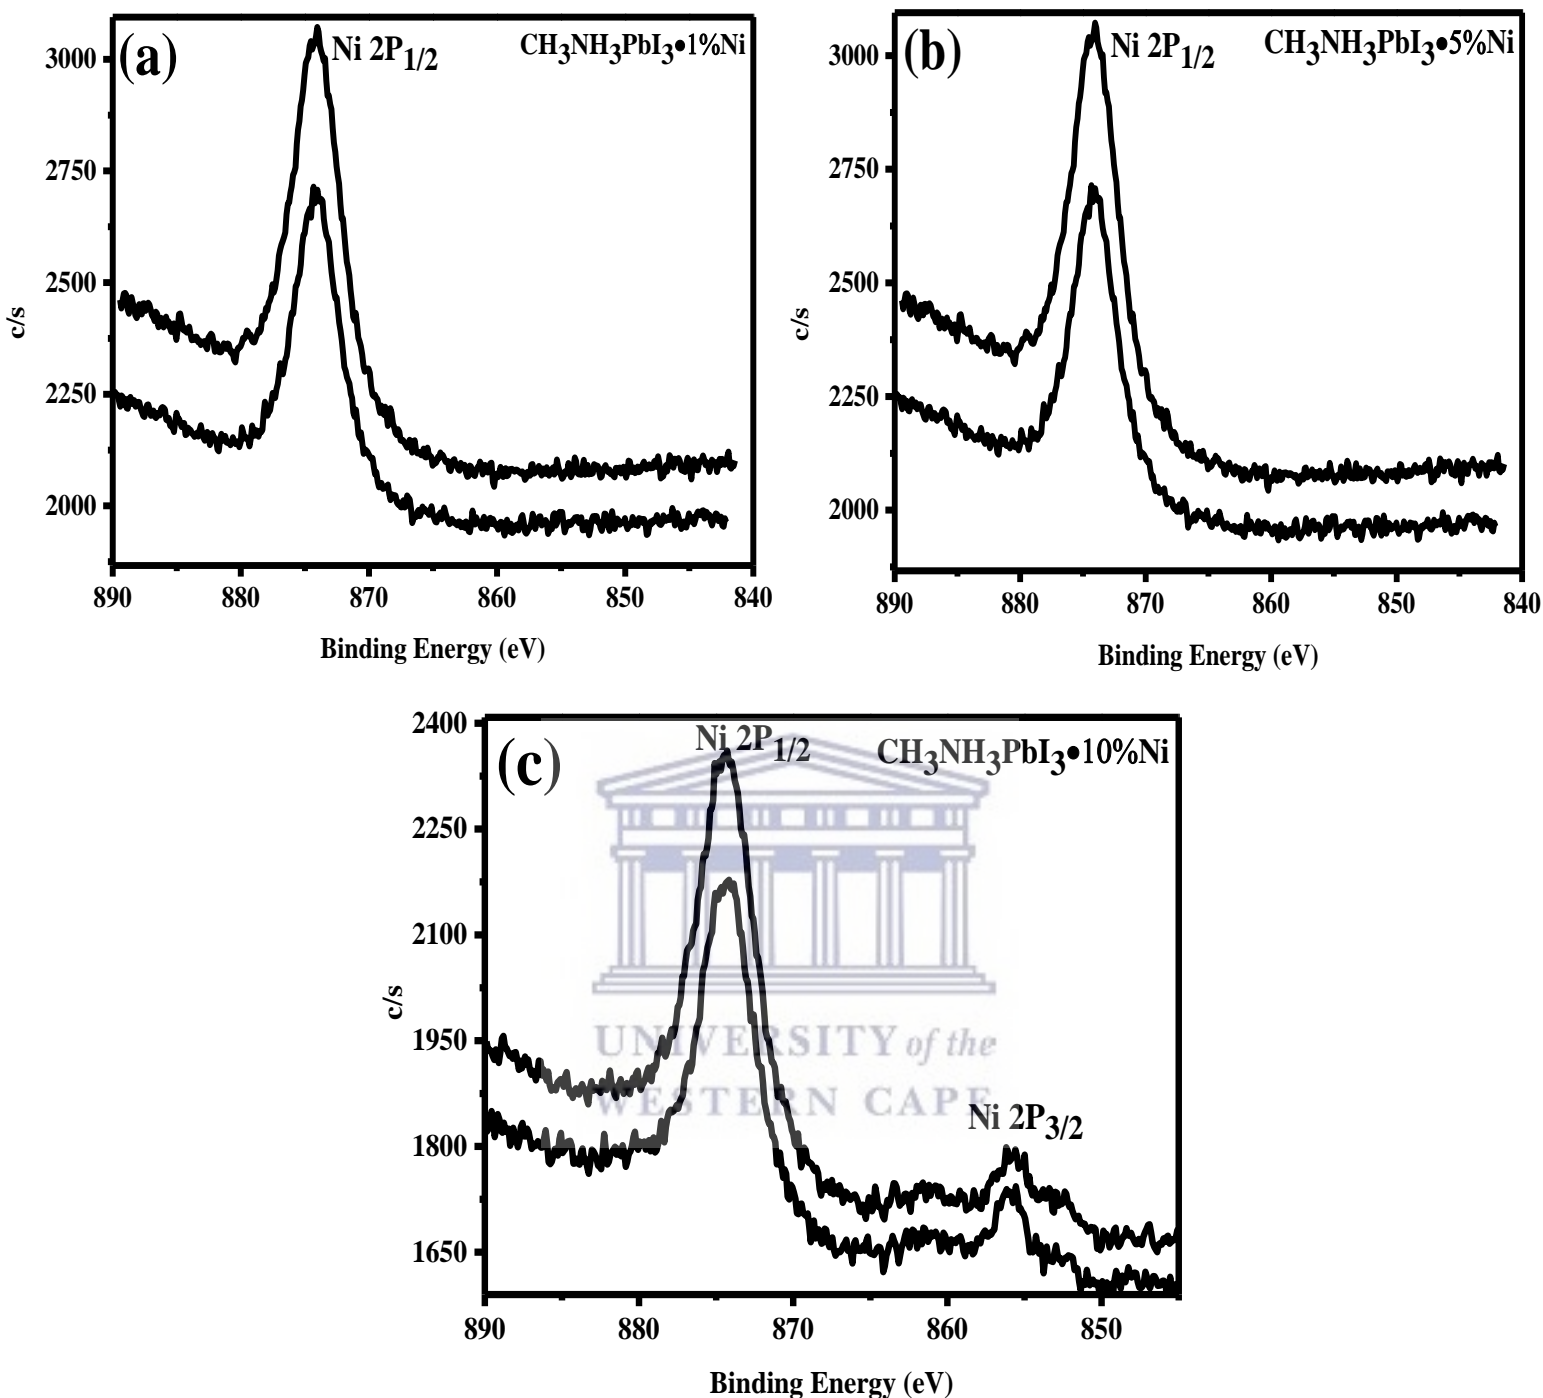 (a)
Ni 2P1/2
CH3NH3PbI3•1%Ni
3000
2750
2500
2250
2000
c/s
890 880 870 860 850 840
Binding Energy (eV)
(b)
Ni 2P1/2
CH3NH3PbI3•5%Ni
3000
2750
2500
2250
2000
c/s
890 880 870 860 850 840
Binding Energy (eV)
(c)
Ni 2P1/2
CH3NH3PbI3•10%Ni
2400
2250
2100
1950
1800
1650
c/s
UNIVERSITY of the
WESTERN CAPE
Ni 2P3/2
890 880 870 860 850
Binding Energy (eV)